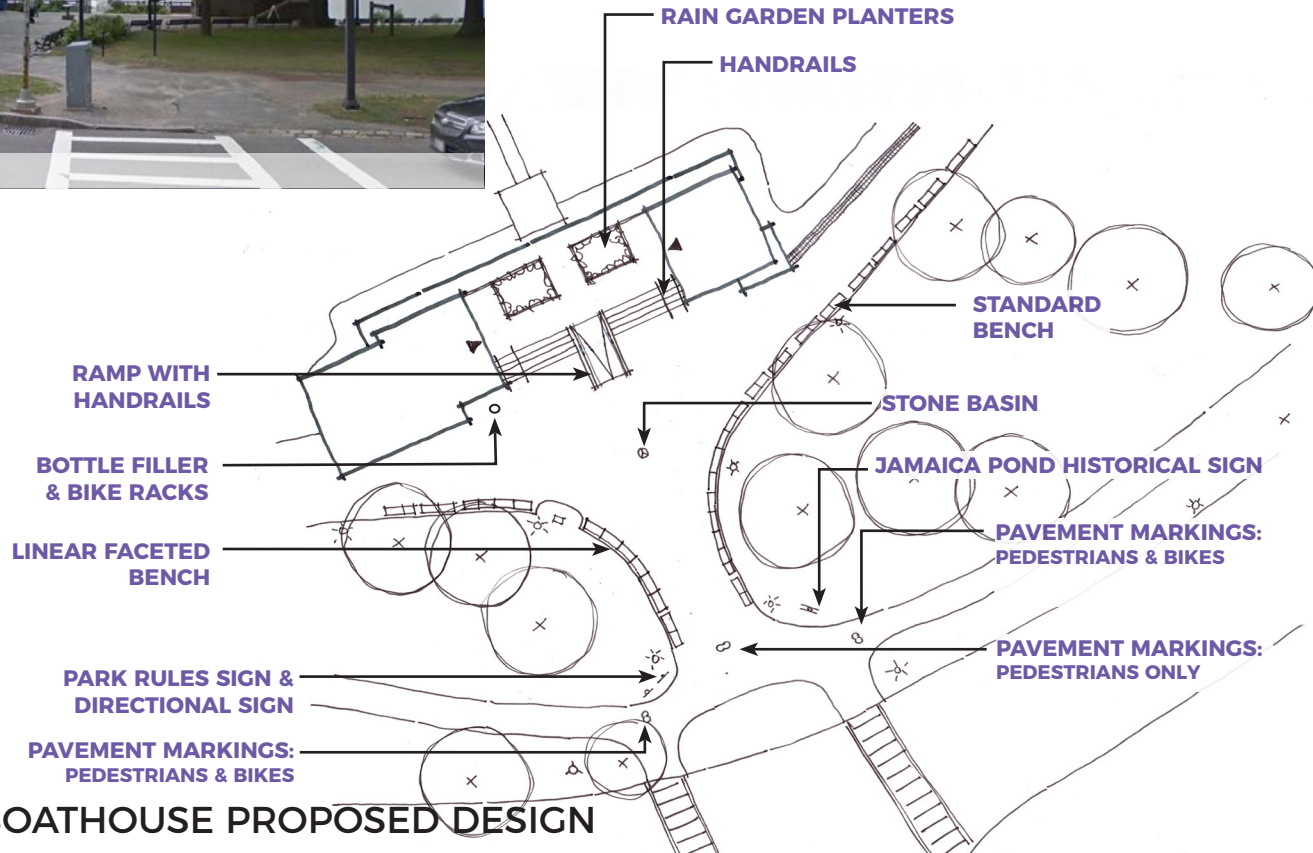 RAIN GARDEN PLANTERS
HANDRAILS
STANDARD
BENCH
RAMP WITH
HANDRAILS
STONE BASIN
BOTTLE FILLER
& BIKE RACKS
JAMAICA POND HISTORICAL SIGN
LINEAR FACETED
BENCH
PAVEMENT MARKINGS:
PEDESTRIANS & BIKES
PAVEMENT MARKINGS:
PEDESTRIANS ONLY
PARK RULES SIGN &
DIRECTIONAL SIGN
PAVEMENT MARKINGS:
PEDESTRIANS & BIKES
BOATHOUSE PROPOSED DESIGN